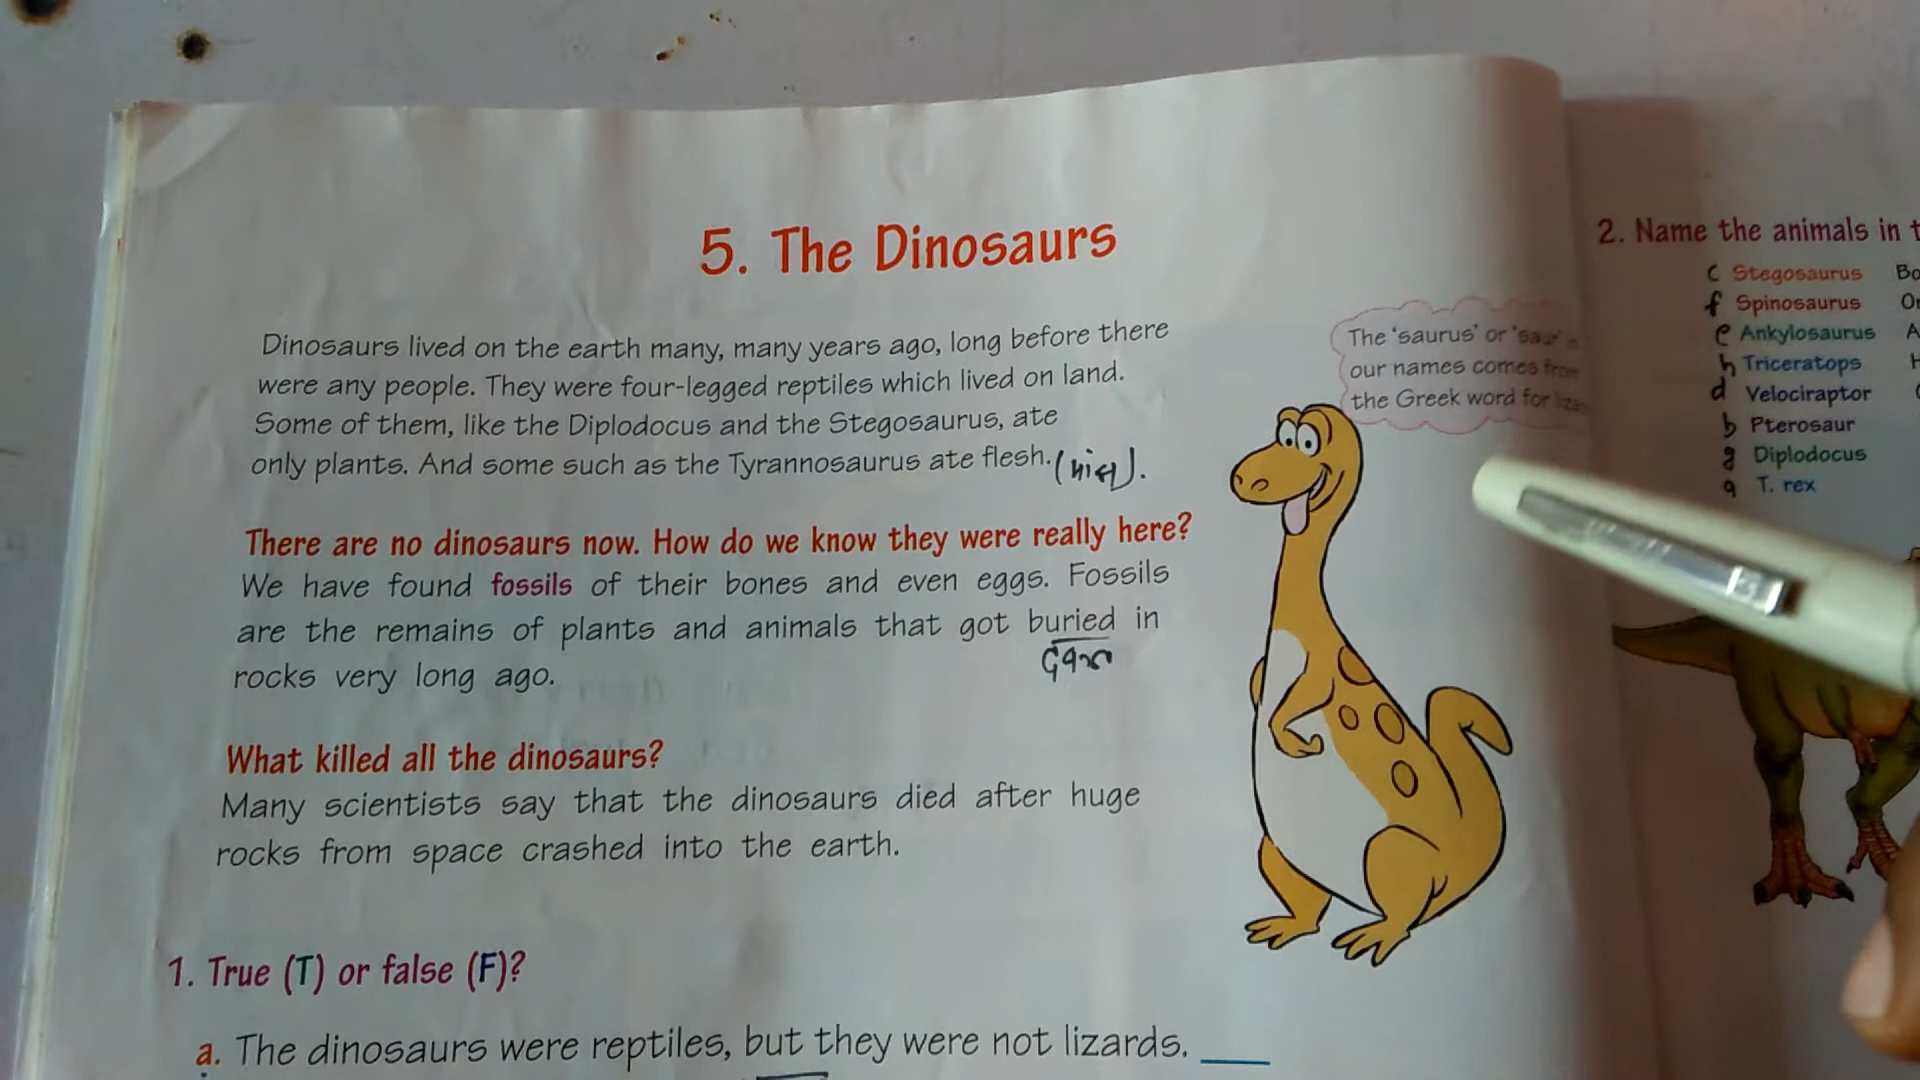 5. The Dinosaurs
Dinosaurs lived on the earth many, many years ago, long before there
were any people. They were four-legged reptiles which lived on land.
Some of them, like the Diplodocus and the Stegosaurus, ate
only plants. And some such as the Tyrannosaurus ate flesh.
There are no dinosaurs now. How do we know they were really here?
We have found fossils of their bones and even eggs. Fossils
are the remains of plants and animals that got buried in
rocks very long ago.
What killed all the dinosaurs?
Many scientists say that the dinosaurs died after huge
rocks from space crashed into the earth.
1. True (T) or false (F)?
a. The dinosaurs were reptiles, but they were not lizards.
The 'saurus' or 'saur'
our names comes from
the Greek word for
2. Name the animals in
c Stegosaurus
f Spinosaurus
e Ankylosaurus
h Triceratops
d Velociraptor
b Pterosaur
g Diplodocus
a T. rex